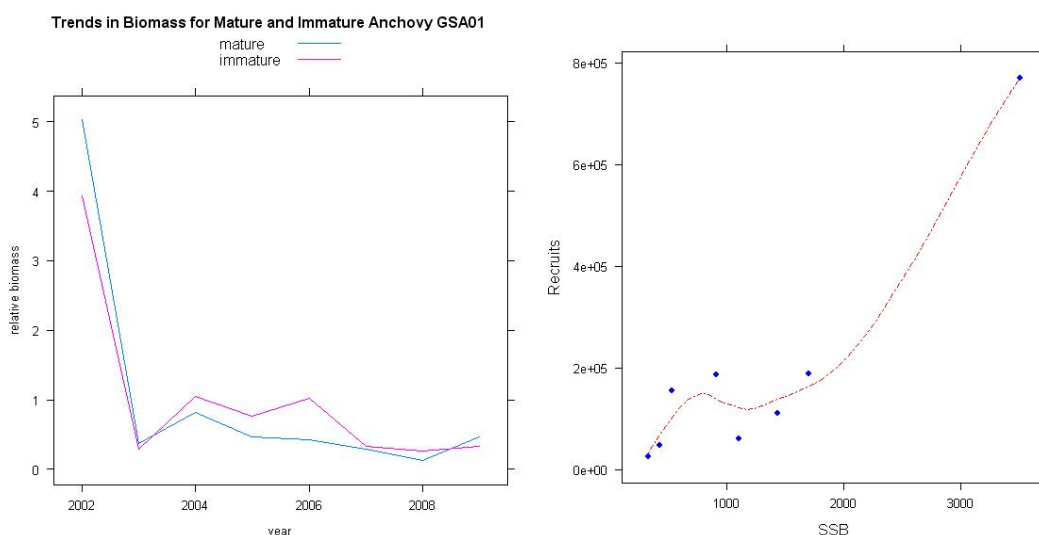 Trends in Biomass for Mature and Immature Anchovy GSA01
mature
immature
relative biomass
5
4
3
2
1
0
2002
2004
2006
2008
year
Recruits
8e+05
6e+05
4e+05
2e+05
0e+00
1000
2000
3000
SSB